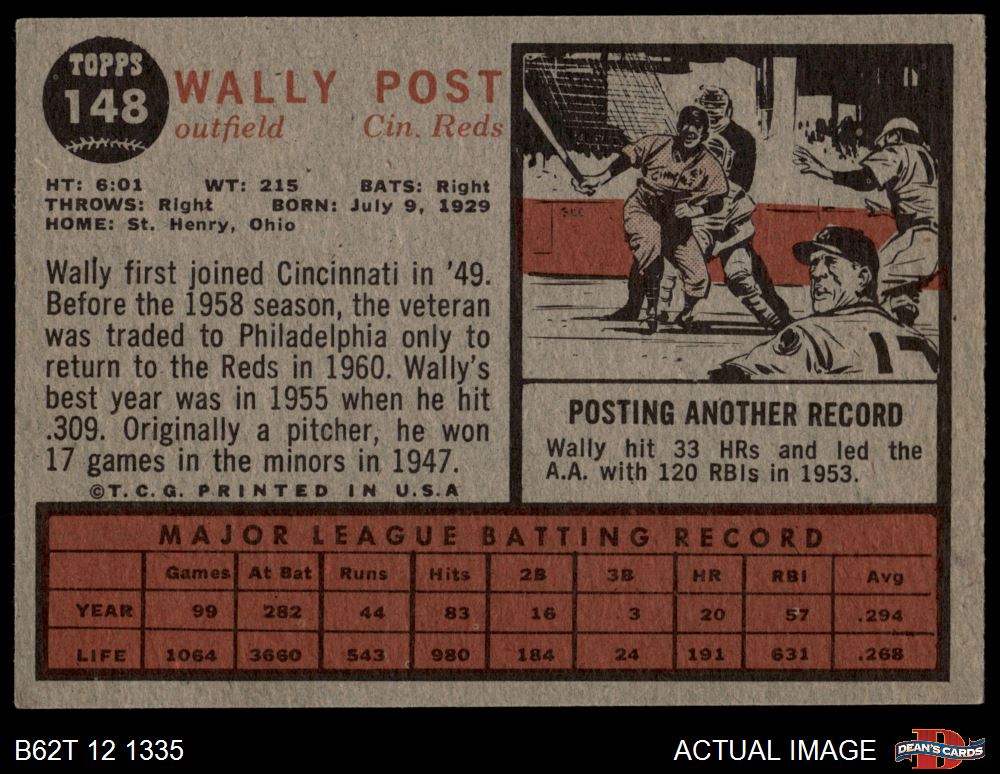 TOPPS
148
WALLY POST
outfield Cin. Reds
HT: 6:01 WT: 215 BATS: Right
THROWS: Right BORN: July 9, 1929
HOME: St. Henry, Ohio
Wally first joined Cincinnati in '49.
Before the 1958 season, the veteran
was traded to Philadelphia only to
return to the Reds in 1960. Wally's
best year was in 1955 when he hit
.309. Originally a pitcher, he won
17 games in the minors in 1947.
©T.C.G. PRINTED IN U.S.A
17
POSTING ANOTHER RECORD
Wally hit 33 HRs and led the
A.A. with 120 RBIs in 1953.
MAJOR LEAGUE BATTING RECORD
Games At Bat Runs Hits 2B 3B HR RBI Avg
YEAR 99 282 44 83 16 3 20 57 .294
LIFE 1064 3660 543 980 184 24 191 631 .268
B62T 12 1335
ACTUAL IMAGE
D
DEAN'S CARDS